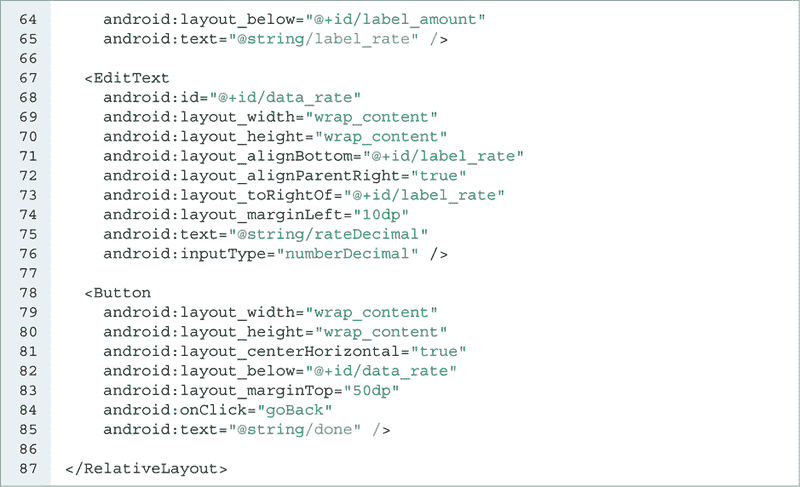 64 android:layout_below="@+id/label_amount"
65 android:text="@string/label_rate" />
66
67 <EditText
68 android:id="@+id/data_rate"
69 android:layout_width="wrap_content"
70 android:layout_height="wrap_content"
71 android:layout_alignBottom="@+id/label_rate"
72 android:layout_alignParentRight="true"
73 android:layout_toRightOf="@+id/label_rate"
74 android:layout_marginLeft="10dp"
75 android:text="@string/rateDecimal"
76 android:inputType="numberDecimal" />
77
78 <Button
79 android:layout_width="wrap_content"
80 android:layout_height="wrap_content"
81 android:layout_centerHorizontal="true"
82 android:layout_below="@+id/data_rate"
83 android:layout_marginTop="50dp"
84 android:onClick="goBack"
85 android:text="@string/done" />
86
87 </RelativeLayout>